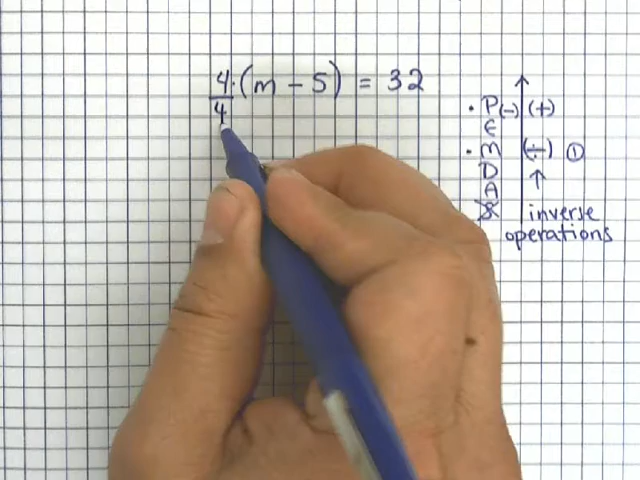 4·(m - 5) = 32
4
• P(-) (+)
E
• M (÷) ①
D ↑
A
S inverse
operations